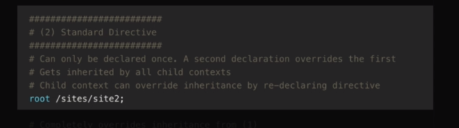 ##########################
# (2) Standard Directive
##########################
# Can only be declared once. A second declaration overrides the first
# Gets inherited by all child contexts
# Child context can override inheritance by re-declaring directive
root /sites/site2;
# Completely overrides inheritance from (1)